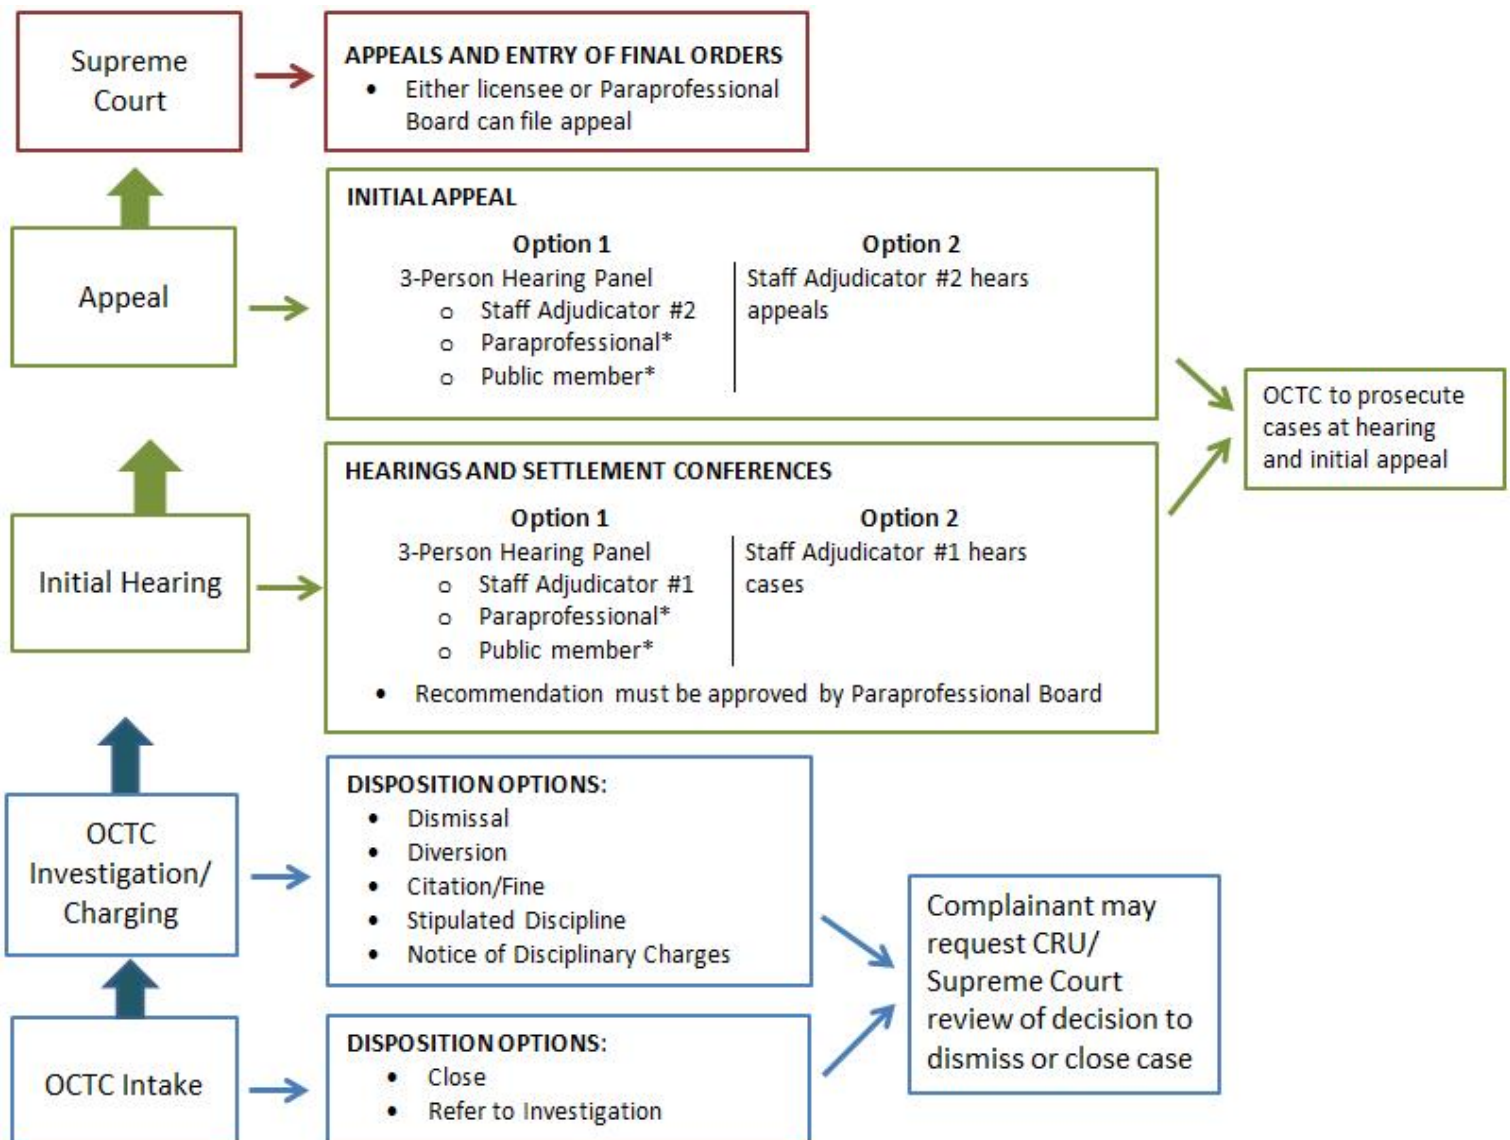 Supreme
Court
APPEALS AND ENTRY OF FINAL ORDERS
• Either licensee or Paraprofessional
Board can file appeal
Appeal
INITIAL APPEAL
Option 1
3-Person Hearing Panel
o Staff Adjudicator #2
o Paraprofessional*
o Public member*
Option 2
Staff Adjudicator #2 hears
appeals
OCTC to prosecute
cases at hearing
and initial appeal
Initial Hearing
HEARINGS AND SETTLEMENT CONFERENCES
Option 1
3-Person Hearing Panel
o Staff Adjudicator #1
o Paraprofessional*
o Public member*
Option 2
Staff Adjudicator #1 hears
cases
• Recommendation must be approved by Paraprofessional Board
OCTC
Investigation/
Charging
DISPOSITION OPTIONS:
• Dismissal
• Diversion
• Citation/Fine
• Stipulated Discipline
• Notice of Disciplinary Charges
Complainant may
request CRU/
Supreme Court
review of decision to
dismiss or close case
OCTC Intake
DISPOSITION OPTIONS:
• Close
• Refer to Investigation